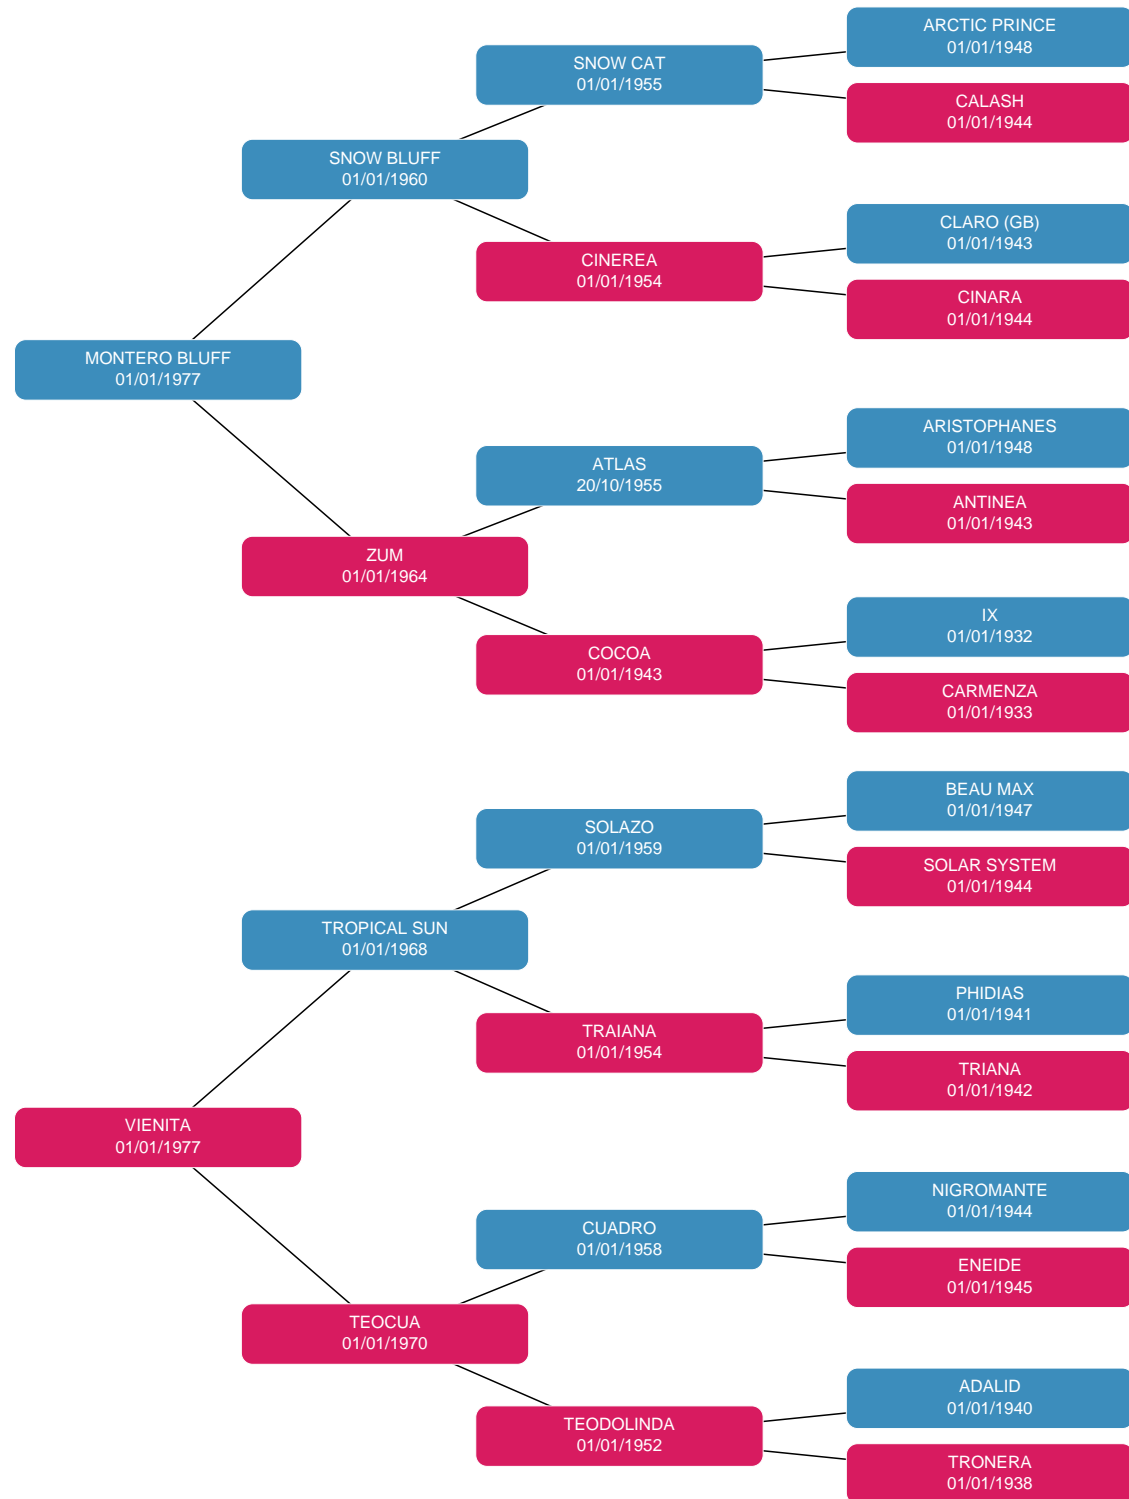 ARCTIC PRINCE
01/01/1948
SNOW CAT
01/01/1955
CALASH
01/01/1944
SNOW BLUFF
01/01/1960
CLARO (GB)
01/01/1943
CINEREA
01/01/1954
CINARA
01/01/1944
MONTERO BLUFF
01/01/1977
ARISTOPHANES
01/01/1948
ATLAS
20/10/1955
ANTINEA
01/01/1943
ZUM
01/01/1964
IX
01/01/1932
COCOA
01/01/1943
CARMENZA
01/01/1933
BEAU MAX
01/01/1947
SOLAZO
01/01/1959
SOLAR SYSTEM
01/01/1944
TROPICAL SUN
01/01/1968
PHIDIAS
01/01/1941
TRAIANA
01/01/1954
TRIANA
01/01/1942
VIENITA
01/01/1977
NIGROMANTE
01/01/1944
CUADRO
01/01/1958
ENEIDE
01/01/1945
TEOCUA
01/01/1970
ADALID
01/01/1940
TEODOLINDA
01/01/1952
TRONERA
01/01/1938